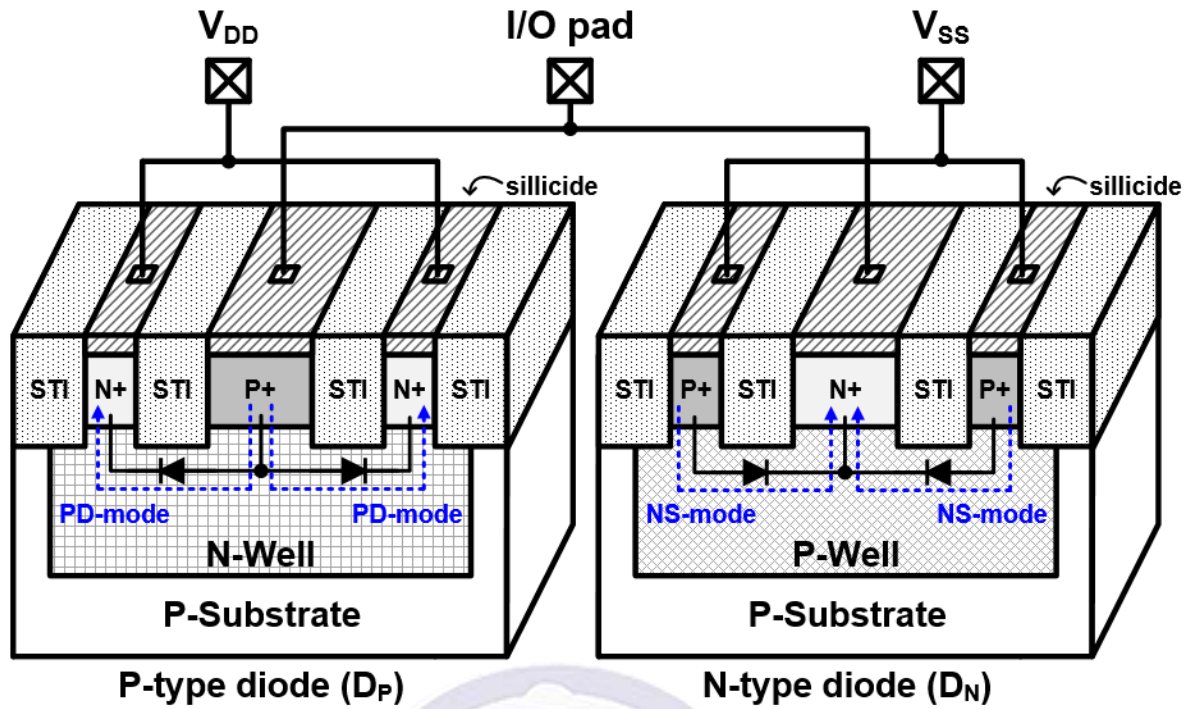 VDD I/O pad VSS
sillicide sillicide
STI N+ STI P+ STI N+ STI STI P+ STI N+ STI P+ STI
PD-mode PD-mode NS-mode NS-mode
N-Well P-Well
P-Substrate P-Substrate
P-type diode (DP) N-type diode (DN)